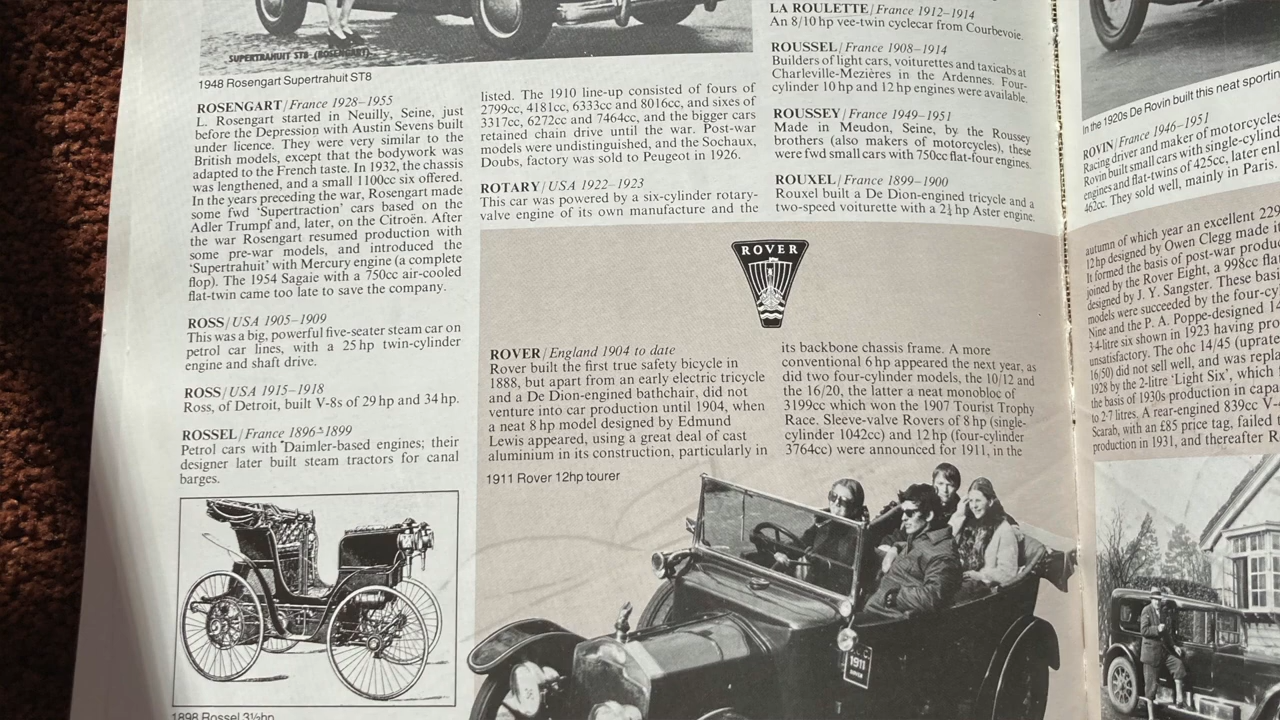 SUPERTRAHUIT ST8 (ROSENGART)
1948 Rosengart Supertrahuit ST8
ROSENGART/France 1928–1955
L. Rosengart started in Neuilly, Seine, just
before the Depression with Austin Sevens built
under licence. They were very similar to the
British models, except that the bodywork was
adapted to the French taste. In 1932, the chassis
was lengthened, and a small 1100cc six offered.
In the years preceding the war, Rosengart made
some fwd ‘Supertraction’ cars based on the
Adler Trumpf and, later, on the Citroën. After
the war Rosengart resumed production with
some pre-war models, and introduced the
‘Supertrahuit’ with Mercury engine (a complete
flop). The 1954 Sagaie with a 750cc air-cooled
flat-twin came too late to save the company.
ROSS/USA 1905–1909
This was a big, powerful five-seater steam car on
petrol car lines, with a 25hp twin-cylinder
engine and shaft drive.
ROSS/USA 1915–1918
Ross, of Detroit, built V-8s of 29hp and 34hp.
ROSSEL/France 1896–1899
Petrol cars with Daimler-based engines; their
designer later built steam tractors for canal
barges.
1898 Rossel 3½hp
listed. The 1910 line-up consisted of fours of
2799cc, 4181cc, 6333cc and 8016cc, and sixes of
3317cc, 6272cc and 7464cc, and the bigger cars
retained chain drive until the war. Post-war
models were undistinguished, and the Sochaux,
Doubs, factory was sold to Peugeot in 1926.
ROTARY/USA 1922–1923
This car was powered by a six-cylinder rotary-
valve engine of its own manufacture and the
LA ROULETTE/France 1912–1914
An 8/10hp vee-twin cyclecar from Courbevoie.
ROUSSEL/France 1908–1914
Builders of light cars, voiturettes and taxicabs at
Charleville-Mezières in the Ardennes. Four-
cylinder 10hp and 12hp engines were available.
ROUSSEY/France 1949–1951
Made in Meudon, Seine, by the Roussey
brothers (also makers of motorcycles), these
were fwd small cars with 750cc flat-four engines.
ROUXEL/France 1899–1900
Rouxel built a De Dion-engined tricycle and a
two-speed voiturette with a 2¼hp Aster engine.
ROVER
ROVER/England 1904 to date
Rover built the first true safety bicycle in
1888, but apart from an early electric tricycle
and a De Dion-engined bathchair, did not
venture into car production until 1904, when
a neat 8hp model designed by Edmund
Lewis appeared, using a great deal of cast
aluminium in its construction, particularly in
its backbone chassis frame. A more
conventional 6hp appeared the next year, as
did two four-cylinder models, the 10/12 and
the 16/20, the latter a neat monobloc of
3199cc which won the 1907 Tourist Trophy
Race. Sleeve-valve Rovers of 8hp (single-
cylinder 1042cc) and 12hp (four-cylinder
3764cc) were announced for 1911, in the
1911 Rover 12hp tourer
1911
ROVER
In the 1920s De Rovin built this neat sporting
ROVIN/France 1946–1951
Racing driver and maker of motorcycles
Rovin built small cars with single-cylin
engines and flat-twins of 425cc, later enl
462cc. They sold well, mainly in Paris.
autumn of which year an excellent 229
12hp designed by Owen Clegg made it
It formed the basis of post-war produ
joined by the Rover Eight, a 998cc fla
designed by J. Y. Sangster. These basi
models were succeeded by the four-cy
Nine and the P. A. Poppe-designed 14
3·4-litre six shown in 1923 having pro
unsatisfactory. The ohc 14/45 (uprate
16/50) did not sell well, and was repla
1928 by the 2-litre ‘Light Six’, which f
the basis of 1930s production in capa
to 2·7 litres. A rear-engined 839cc V-
Scarab, with an £85 price tag, failed t
production in 1931, and thereafter R